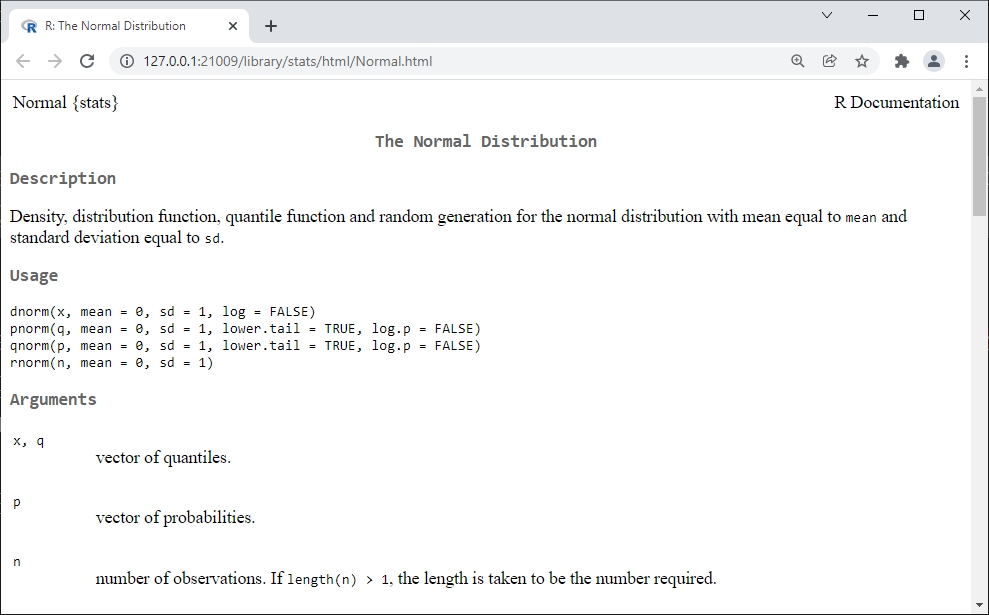 R: The Normal Distribution
127.0.0.1:21009/library/stats/html/Normal.html
Normal {stats} R Documentation
The Normal Distribution
Description
Density, distribution function, quantile function and random generation for the normal distribution with mean equal to mean and
standard deviation equal to sd.
Usage
dnorm(x, mean = 0, sd = 1, log = FALSE)
pnorm(q, mean = 0, sd = 1, lower.tail = TRUE, log.p = FALSE)
qnorm(p, mean = 0, sd = 1, lower.tail = TRUE, log.p = FALSE)
rnorm(n, mean = 0, sd = 1)
Arguments
x, q
vector of quantiles.
p
vector of probabilities.
n
number of observations. If length(n) > 1, the length is taken to be the number required.